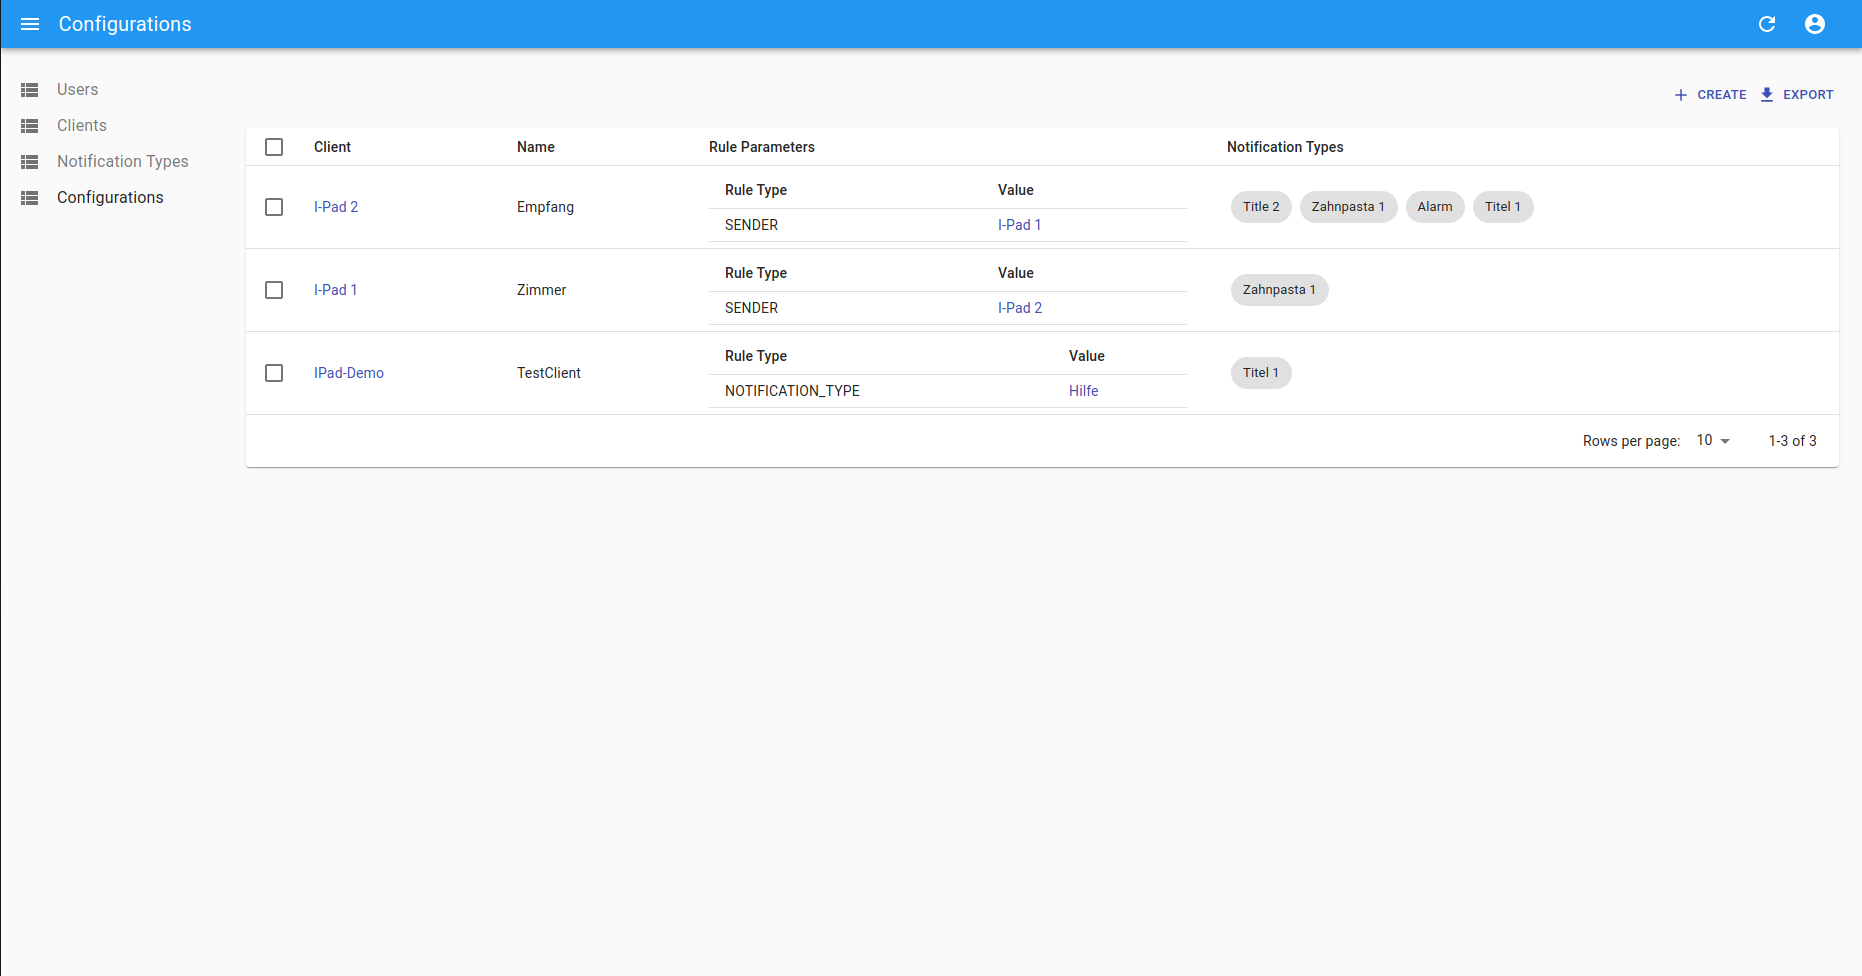 Configurations
Users
Clients
Notification Types
Configurations
CREATE EXPORT
Client Name Rule Parameters Notification Types
Rule Type Value
I-Pad 2 Empfang Title 2 Zahnpasta 1 Alarm Titel 1
SENDER I-Pad 1
Rule Type Value
I-Pad 1 Zimmer Zahnpasta 1
SENDER I-Pad 2
Rule Type Value
IPad-Demo TestClient Titel 1
NOTIFICATION_TYPE Hilfe
Rows per page: 10 1-3 of 3